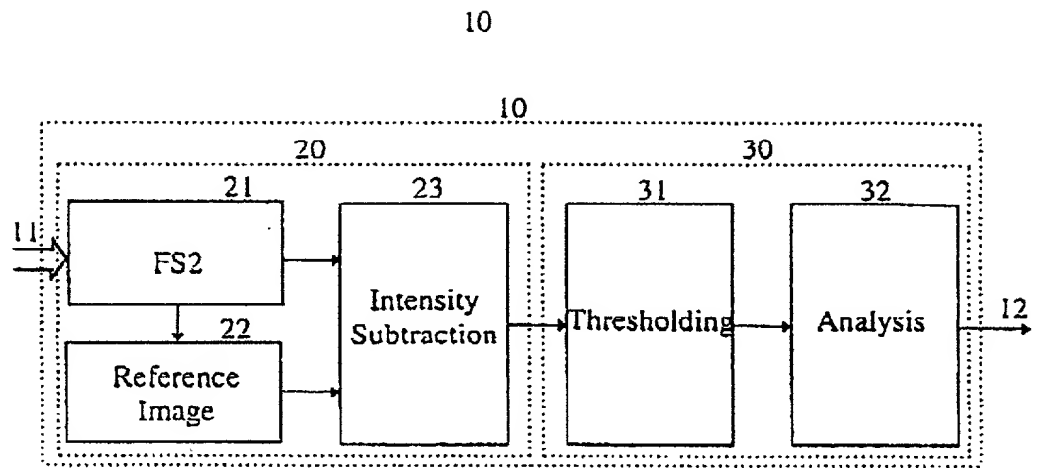 10
10
20
30
21
23
31
32
11
FS2
Intensity
Subtraction
Thresholding
Analysis
12
22
Reference
Image